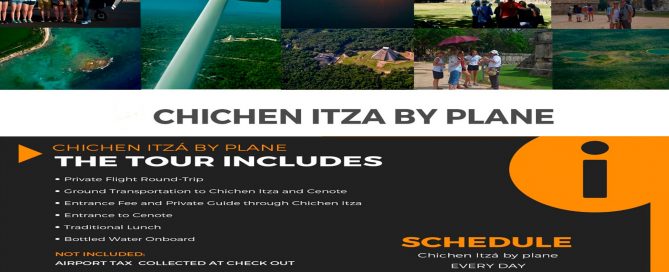 CHICHEN ITZA BY PLANE
CHICHEN ITZÁ BY PLANE
THE TOUR INCLUDES
• Private Flight Round-Trip
• Ground Transportation to Chichen Itza and Cenote
• Entrance Fee and Private Guide through Chichen Itza
• Entrance to Cenote
• Traditional Lunch
• Bottled Water Onboard
NOT INCLUDED:
AIRPORT TAX COLLECTED AT CHECK OUT
i
SCHEDULE
Chichen Itzá by plane
EVERY DAY